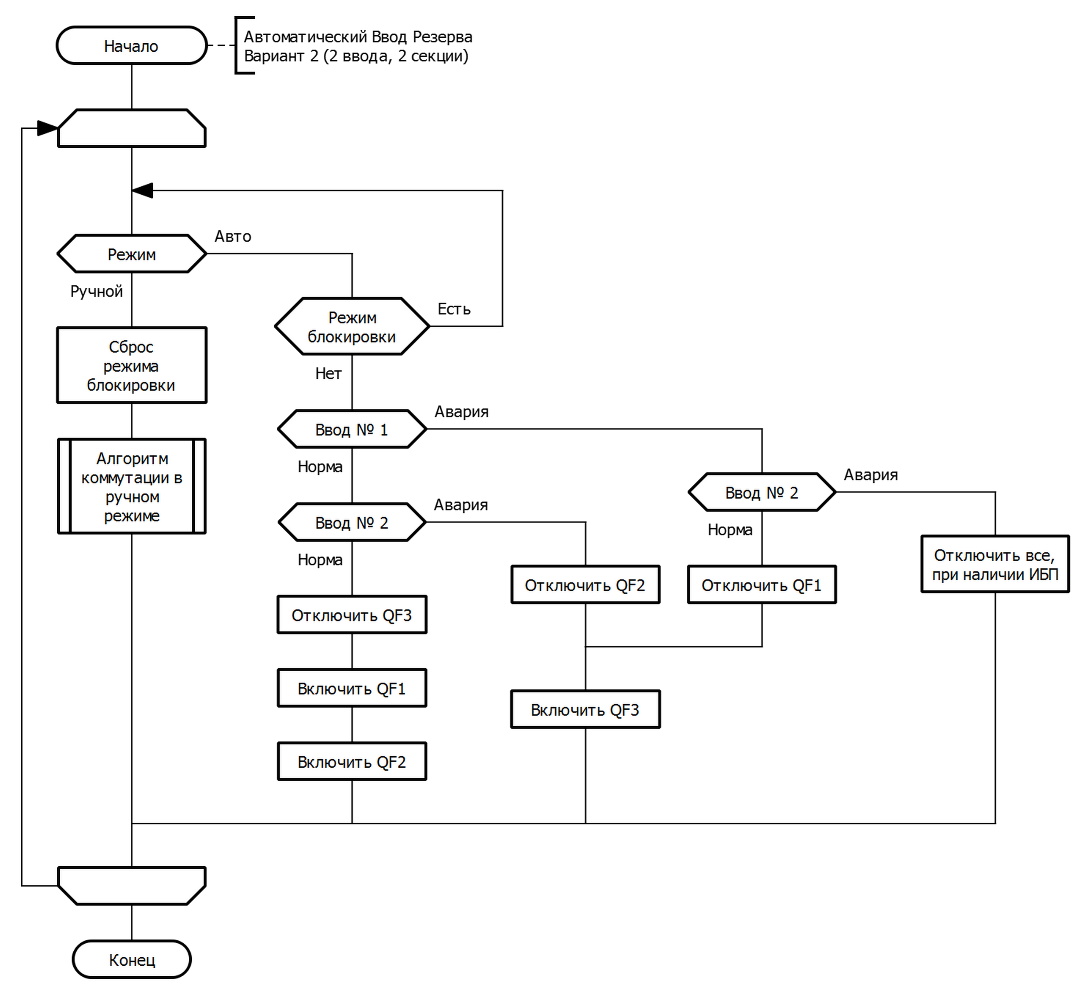 Начало
Автоматический Ввод Резерва
Вариант 2 (2 ввода, 2 секции)
Режим
Авто
Ручной
Сброс
режима
блокировки
Алгоритм
коммутации в
ручном
режиме
Режим
блокировки
Есть
Нет
Ввод № 1
Авария
Норма
Ввод № 2
Авария
Норма
Отключить QF3
Включить QF1
Включить QF2
Отключить QF2
Ввод № 2
Авария
Норма
Отключить QF1
Включить QF3
Отключить все,
при наличии ИБП
Конец